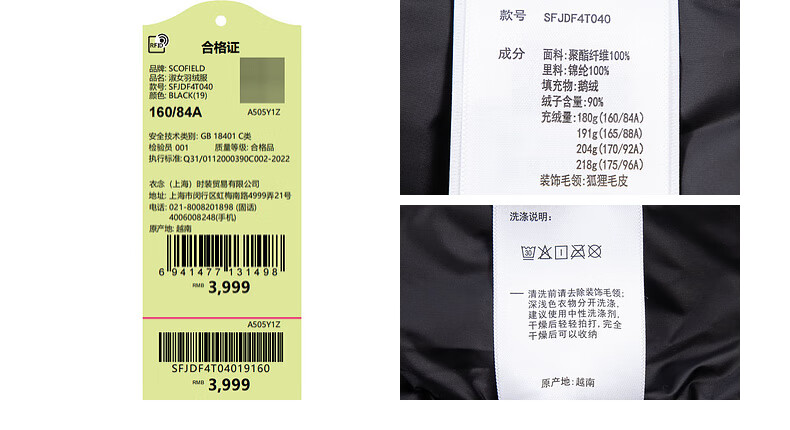 RFID
合格证
品牌: SCOFIELD
品名: 淑女羽绒服
款号: SFJDF4T040
颜色: BLACK(19)
160/84A
A505Y1Z
安全技术类别: GB 18401 C类
检验员 001 质量等级: 合格品
执行标准: Q31/0112000390C002-2022
衣念（上海）时装贸易有限公司
地址: 上海市闵行区虹梅南路4999弄21号
电话: 021-8008201898 (固话)
4006008248(手机)
原产地: 越南
6 941477 131498
RMB 3,999
A505Y1Z
SFJDF4T04019160
RMB 3,999
款号 SFJDF4T040
成分 面料:聚酯纤维100%
里料:锦纶100%
填充物:鹅绒
绒子含量:90%
充绒量:180g(160/84A)
191g(165/88A)
204g(170/92A)
218g(175/96A)
装饰毛领:狐狸毛皮
洗涤说明:
30
一 清洗前请去除装饰毛领;
深浅色衣物分开洗涤,
建议使用中性洗涤剂,
干燥后轻轻拍打,完全
干燥后可以收纳
原产地:越南